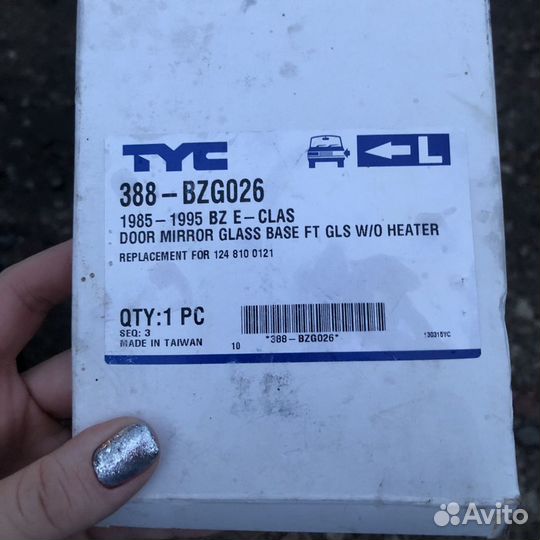 TYC
L
388-BZG026
1985-1995 BZ E-CLAS
DOOR MIRROR GLASS BASE FT GLS W/O HEATER
REPLACEMENT FOR 124 810 0121
QTY:1 PC
SEQ: 3
MADE IN TAIWAN
10
*388-BZG026*
130315YC
Avito